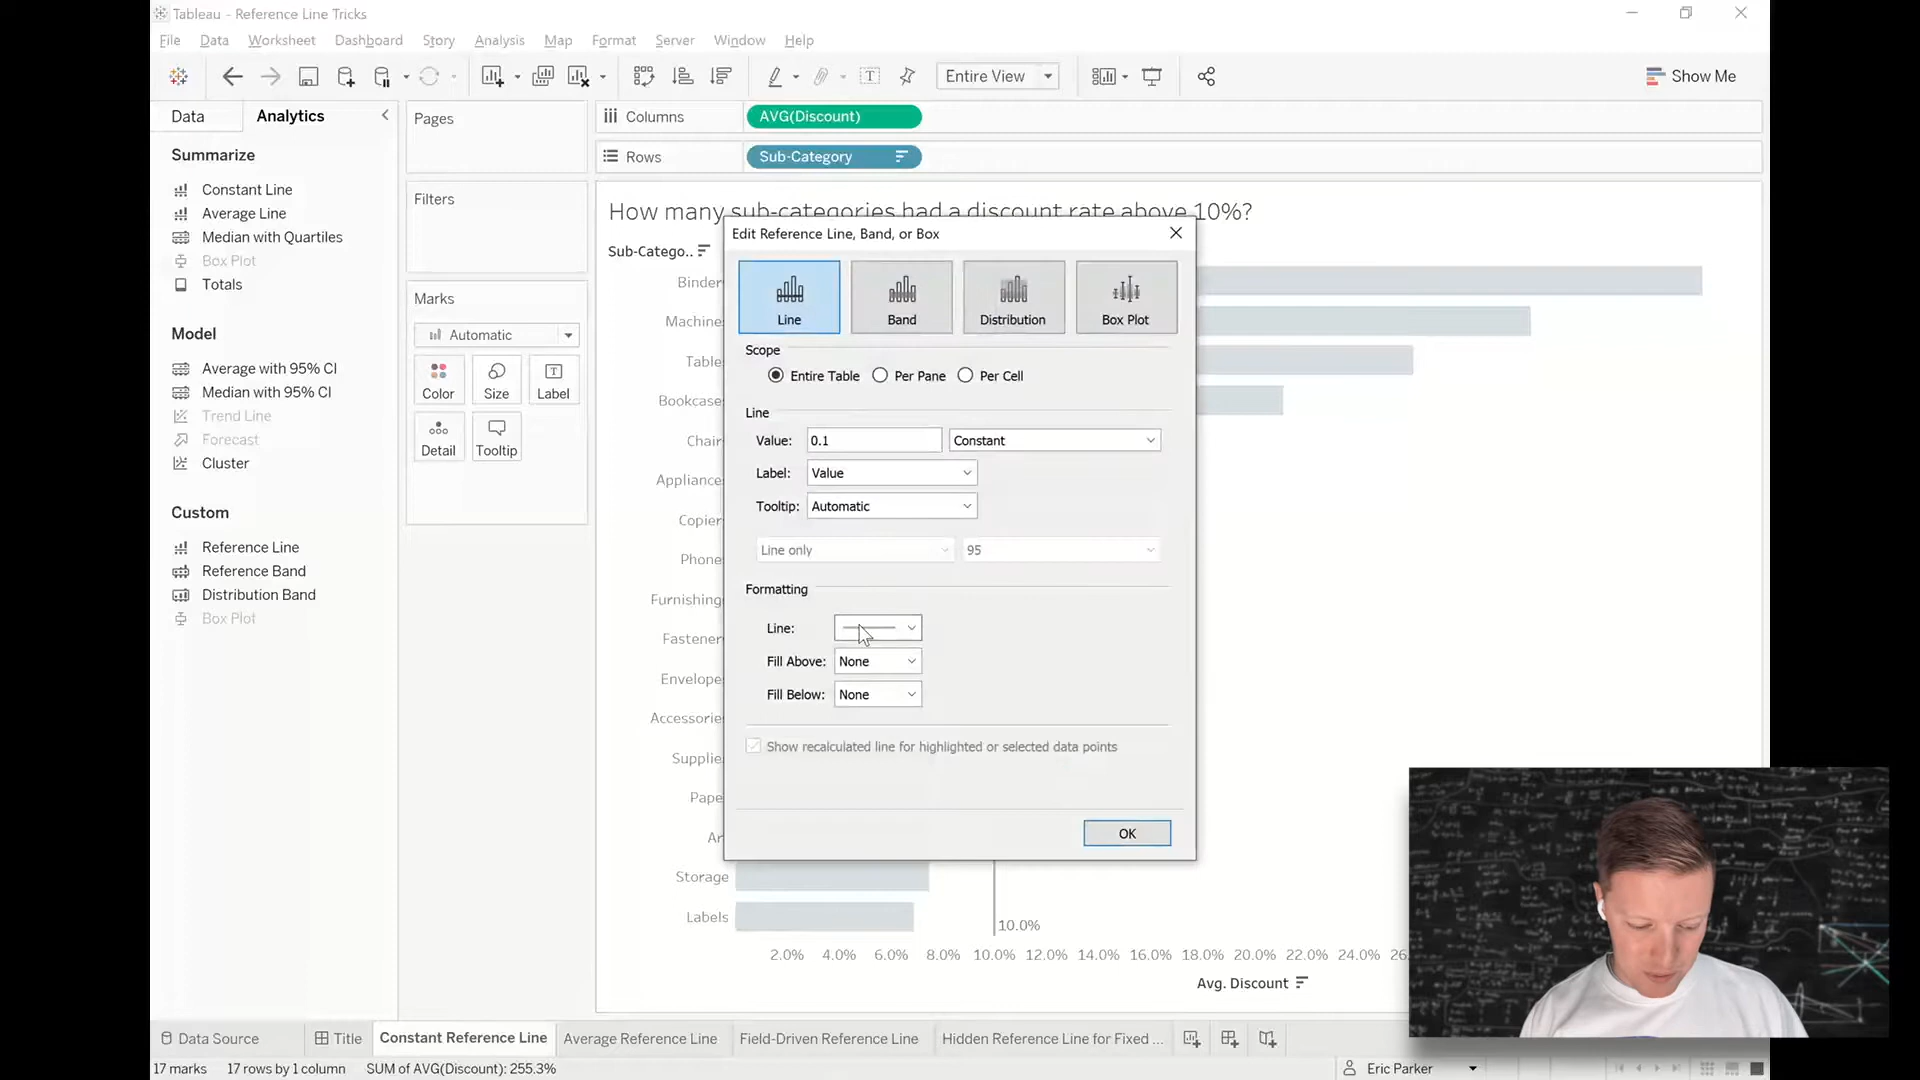 Tableau - Reference Line Tricks
File Data Worksheet Dashboard Story Analysis Map Format Server Window Help
Entire View
Show Me
Data Analytics
Pages
Columns AVG(Discount)
Rows Sub-Category
Summarize
Constant Line
Average Line
Median with Quartiles
Box Plot
Totals
Model
Average with 95% CI
Median with 95% CI
Trend Line
Forecast
Cluster
Custom
Reference Line
Reference Band
Distribution Band
Box Plot
Filters
Marks
Automatic
Color Size Label
Detail Tooltip
How many sub-categories had a discount rate above 10%?
Sub-Catego..
Binder
Machine
Table
Bookcase
Chair
Appliance
Copier
Phone
Furnishing
Fastener
Envelope
Accessorie
Supplie
Pape
Ar
Storage
Labels
Edit Reference Line, Band, or Box
Line Band Distribution Box Plot
Scope
Entire Table Per Pane Per Cell
Line
Value: 0.1 Constant
Label: Value
Tooltip: Automatic
Line only 95
Formatting
Line:
Fill Above: None
Fill Below: None
Show recalculated line for highlighted or selected data points
OK
10.0%
2.0% 4.0% 6.0% 8.0% 10.0% 12.0% 14.0% 16.0% 18.0% 20.0% 22.0% 24.0% 26.
Avg. Discount
Data Source Title Constant Reference Line Average Reference Line Field-Driven Reference Line Hidden Reference Line for Fixed ...
17 marks 17 rows by 1 column SUM of AVG(Discount): 255.3% Eric Parker